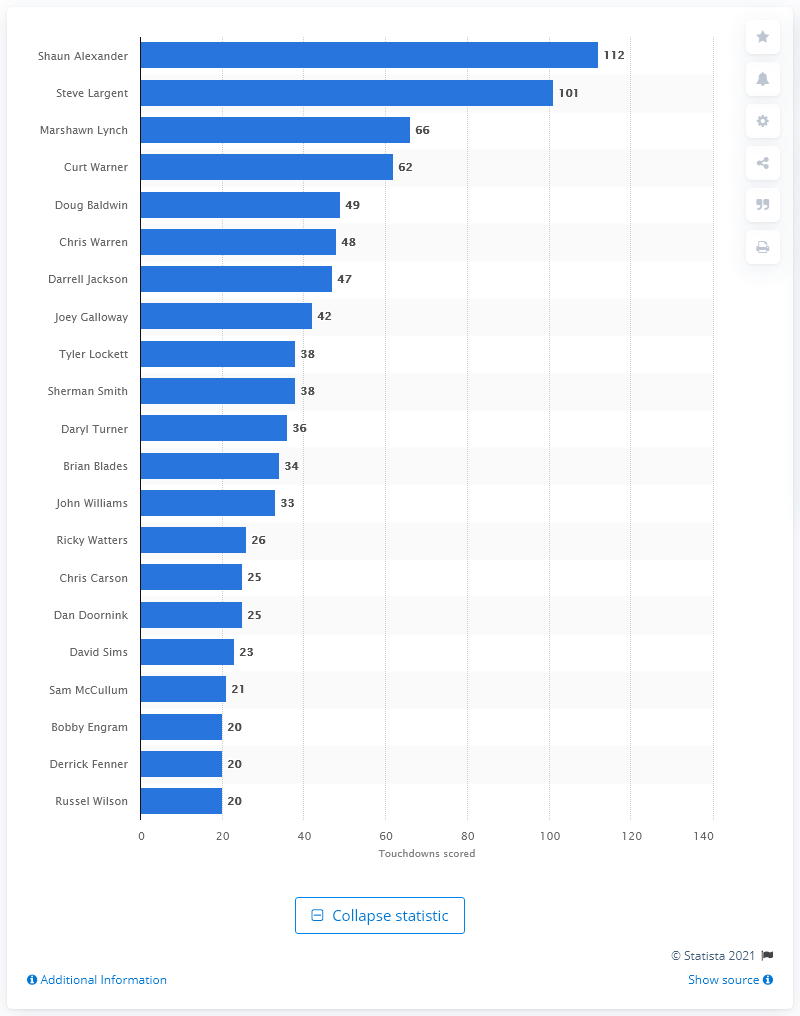 Shaun Alexander 112
Steve Largent 101
Marshawn Lynch 66
Curt Warner 62
Doug Baldwin 49
Chris Warren 48
Darrell Jackson 47
Joey Galloway 42
Tyler Lockett 38
Sherman Smith 38
Daryl Turner 36
Brian Blades 34
John Williams 33
Ricky Watters 26
Chris Carson 25
Dan Doornink 25
David Sims 23
Sam McCullum 21
Bobby Engram 20
Derrick Fenner 20
Russel Wilson 20
0 20 40 60 80 100 120 140
Touchdowns scored
Collapse statistic
© Statista 2021
Additional Information Show source